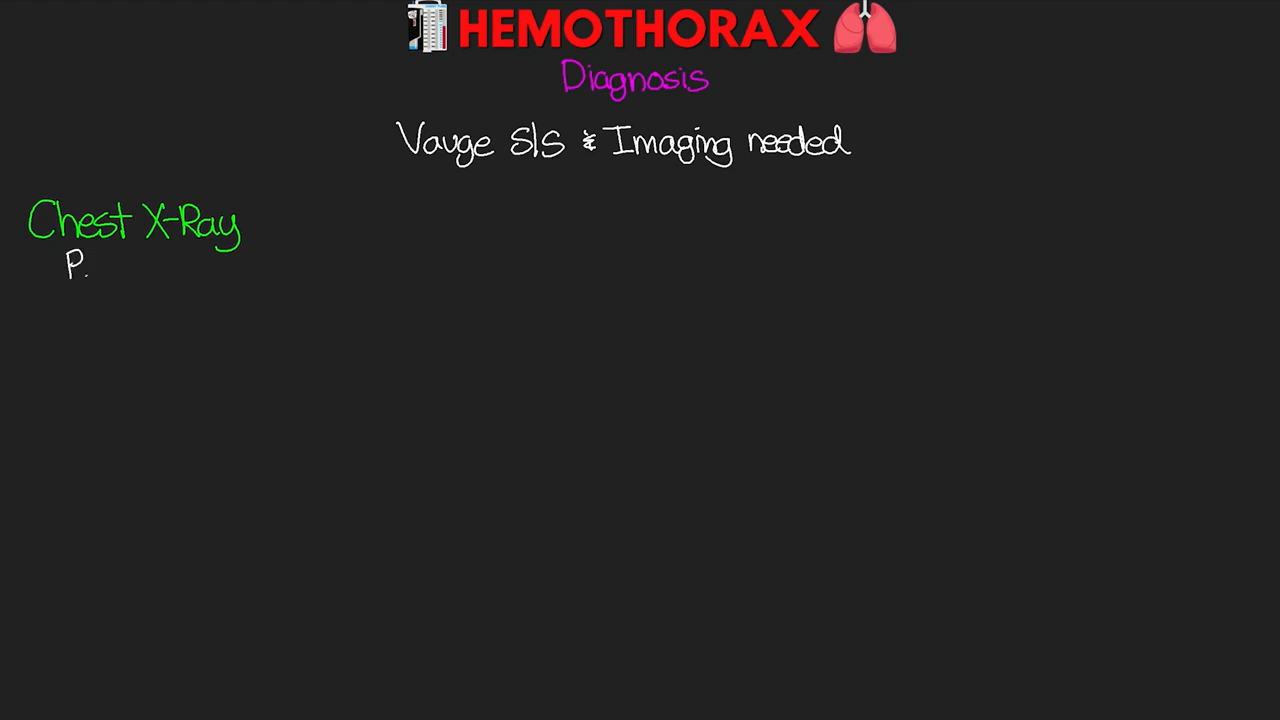 HEMOTHORAX
Diagnosis
Vauge S/S & Imaging needed
Chest X-Ray
P.